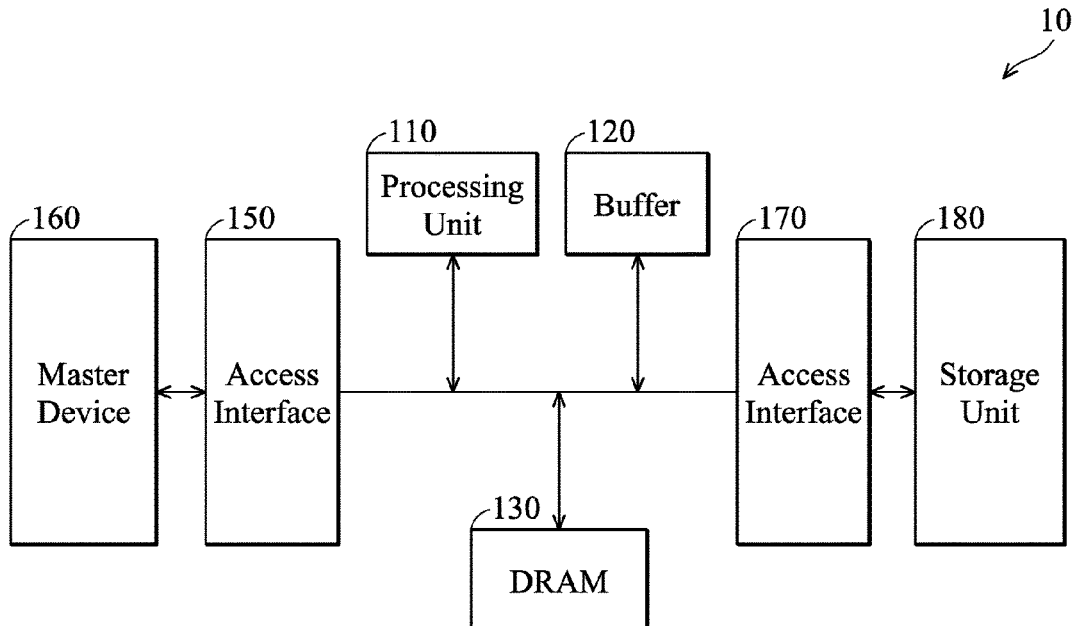 10
110
Processing
Unit
120
Buffer
160
Master
Device
150
Access
Interface
170
Access
Interface
180
Storage
Unit
130
DRAM